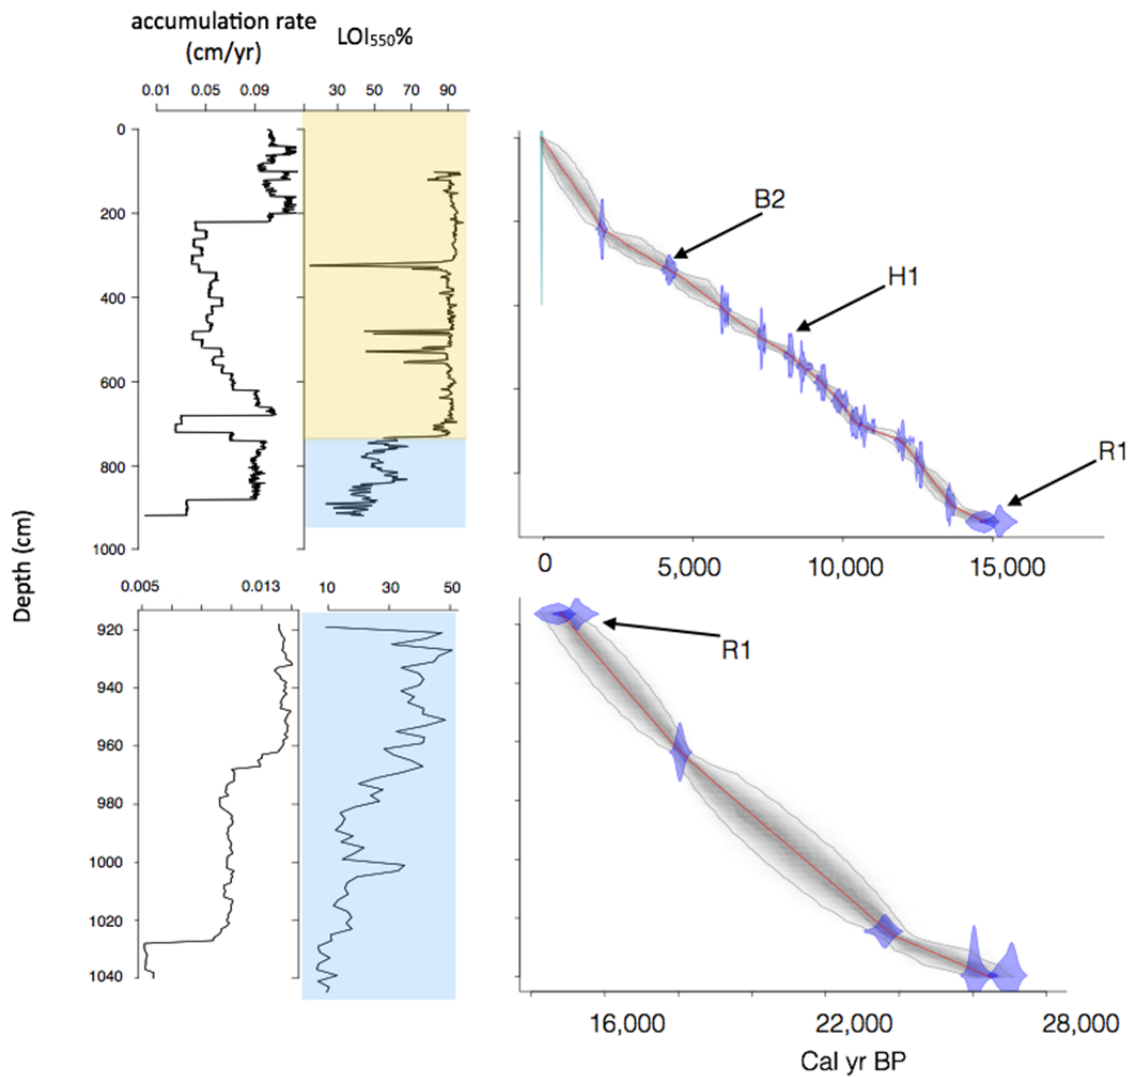 accumulation rate
(cm/yr)
LOI550%
0.01 0.05 0.09
30 50 70 90
0
200
400
600
800
1000
B2
H1
R1
0 5,000 10,000 15,000
Depth (cm)
0.005 0.013
10 30 50
920
940
960
980
1000
1020
1040
R1
16,000 22,000 28,000
Cal yr BP